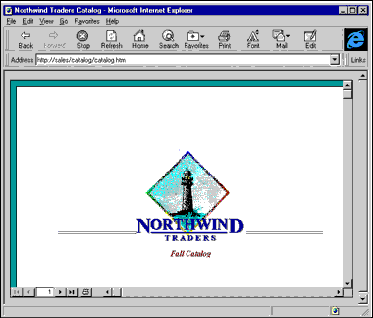 Northwind Traders Catalog - Microsoft Internet Explorer
File Edit View Go Favorites Help
Back Forward Stop Refresh Home Search Favorites Print Font Mail Edit
Address http://sales/catalog/catalog.htm Links
NORTHWIND
TRADERS
Fall Catalog
1